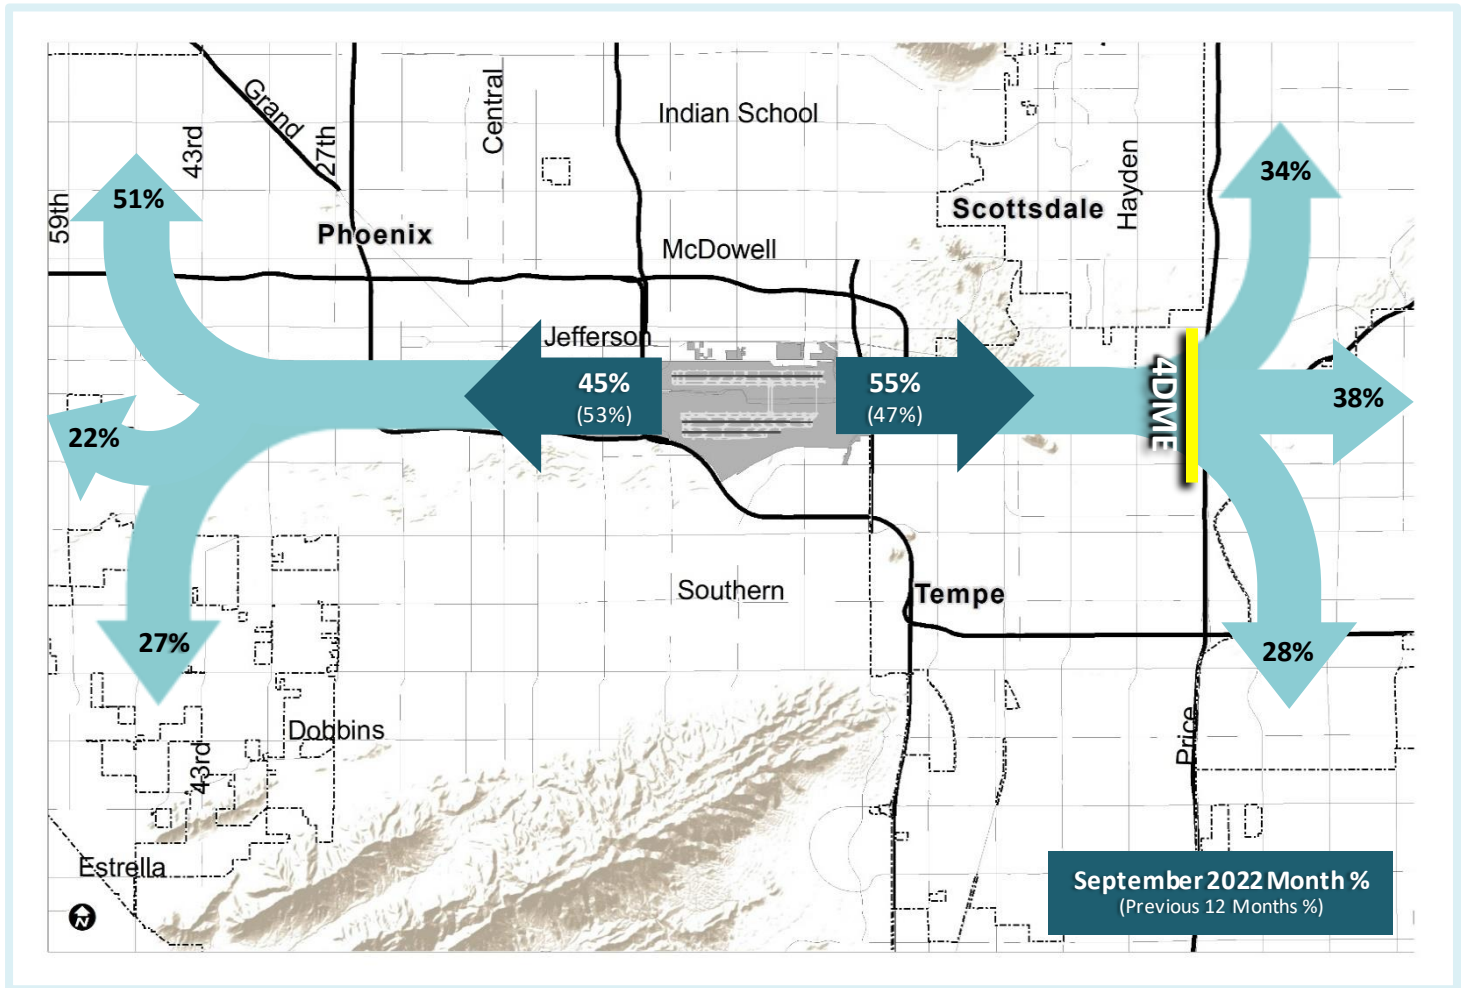 Grand
43rd
27th
Central
Indian School
Hayden
59th
51%
34%
Scottsdale
Phoenix
McDowell
Jefferson
45%
(53%)
55%
(47%)
4DME
38%
22%
Southern
Tempe
27%
28%
Dobbins
43rd
Price
Estrella
N
September 2022 Month %
(Previous 12 Months %)